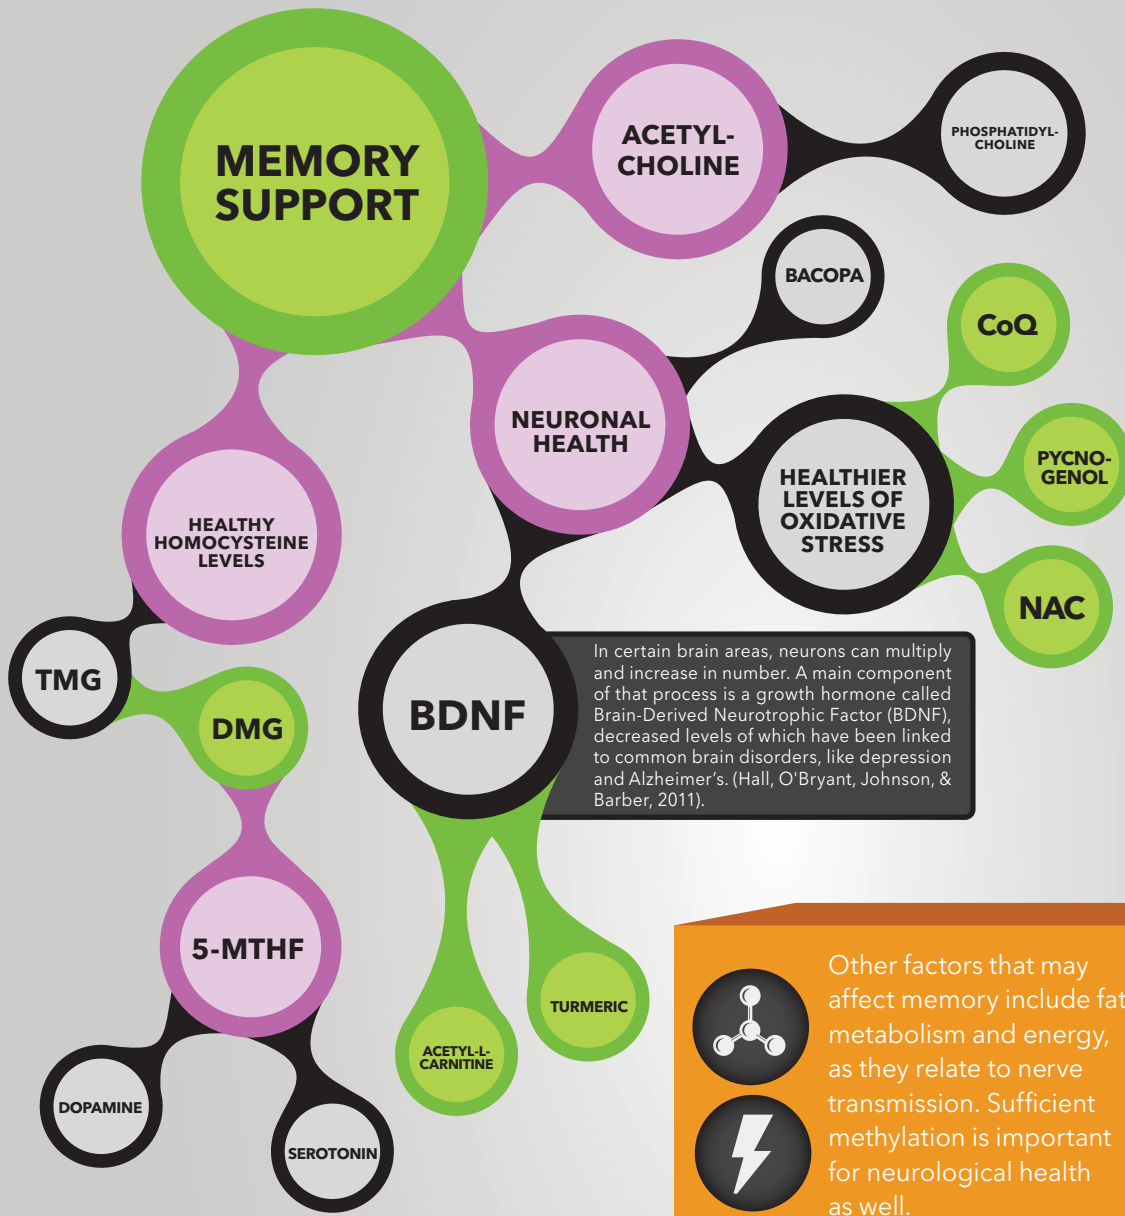 MEMORY
SUPPORT
ACETYL-
CHOLINE
PHOSPHATIDYL-
CHOLINE
BACOPA
CoQ
NEURONAL
HEALTH
PYCNO-
GENOL
HEALTHIER
LEVELS OF
OXIDATIVE
STRESS
HEALTHY
HOMOCYSTEINE
LEVELS
NAC
TMG
DMG
BDNF
In certain brain areas, neurons can multiply
and increase in number. A main component
of that process is a growth hormone called
Brain-Derived Neurotrophic Factor (BDNF),
decreased levels of which have been linked
to common brain disorders, like depression
and Alzheimer's. (Hall, O'Bryant, Johnson, &
Barber, 2011).
5-MTHF
TURMERIC
ACETYL-L-
CARNITINE
DOPAMINE
SEROTONIN
Other factors that may
affect memory include fat
metabolism and energy,
as they relate to nerve
transmission. Sufficient
methylation is important
for neurological health
as well.